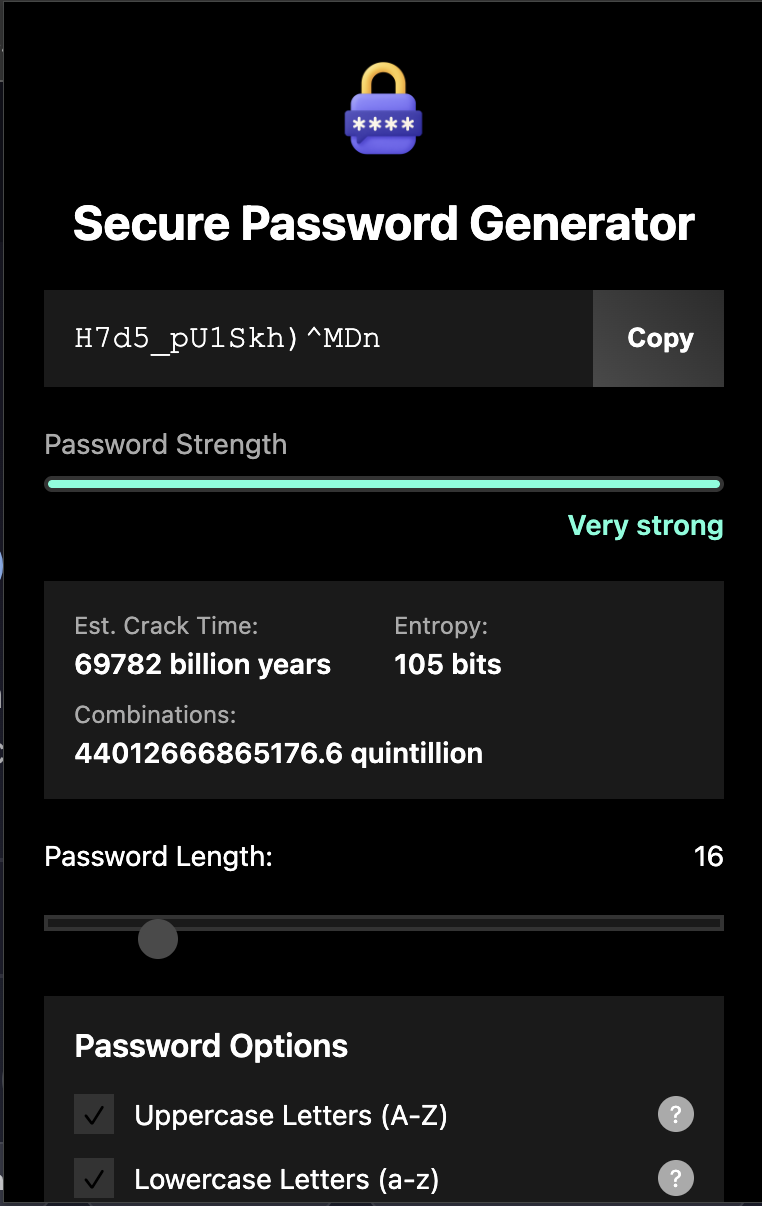 ****
Secure Password Generator
H7d5_pU1Skh)^MDn
Copy
Password Strength
Very strong
Est. Crack Time:
69782 billion years
Entropy:
105 bits
Combinations:
44012666865176.6 quintillion
Password Length:
16
Password Options
✓ Uppercase Letters (A-Z) ?
✓ Lowercase Letters (a-z) ?